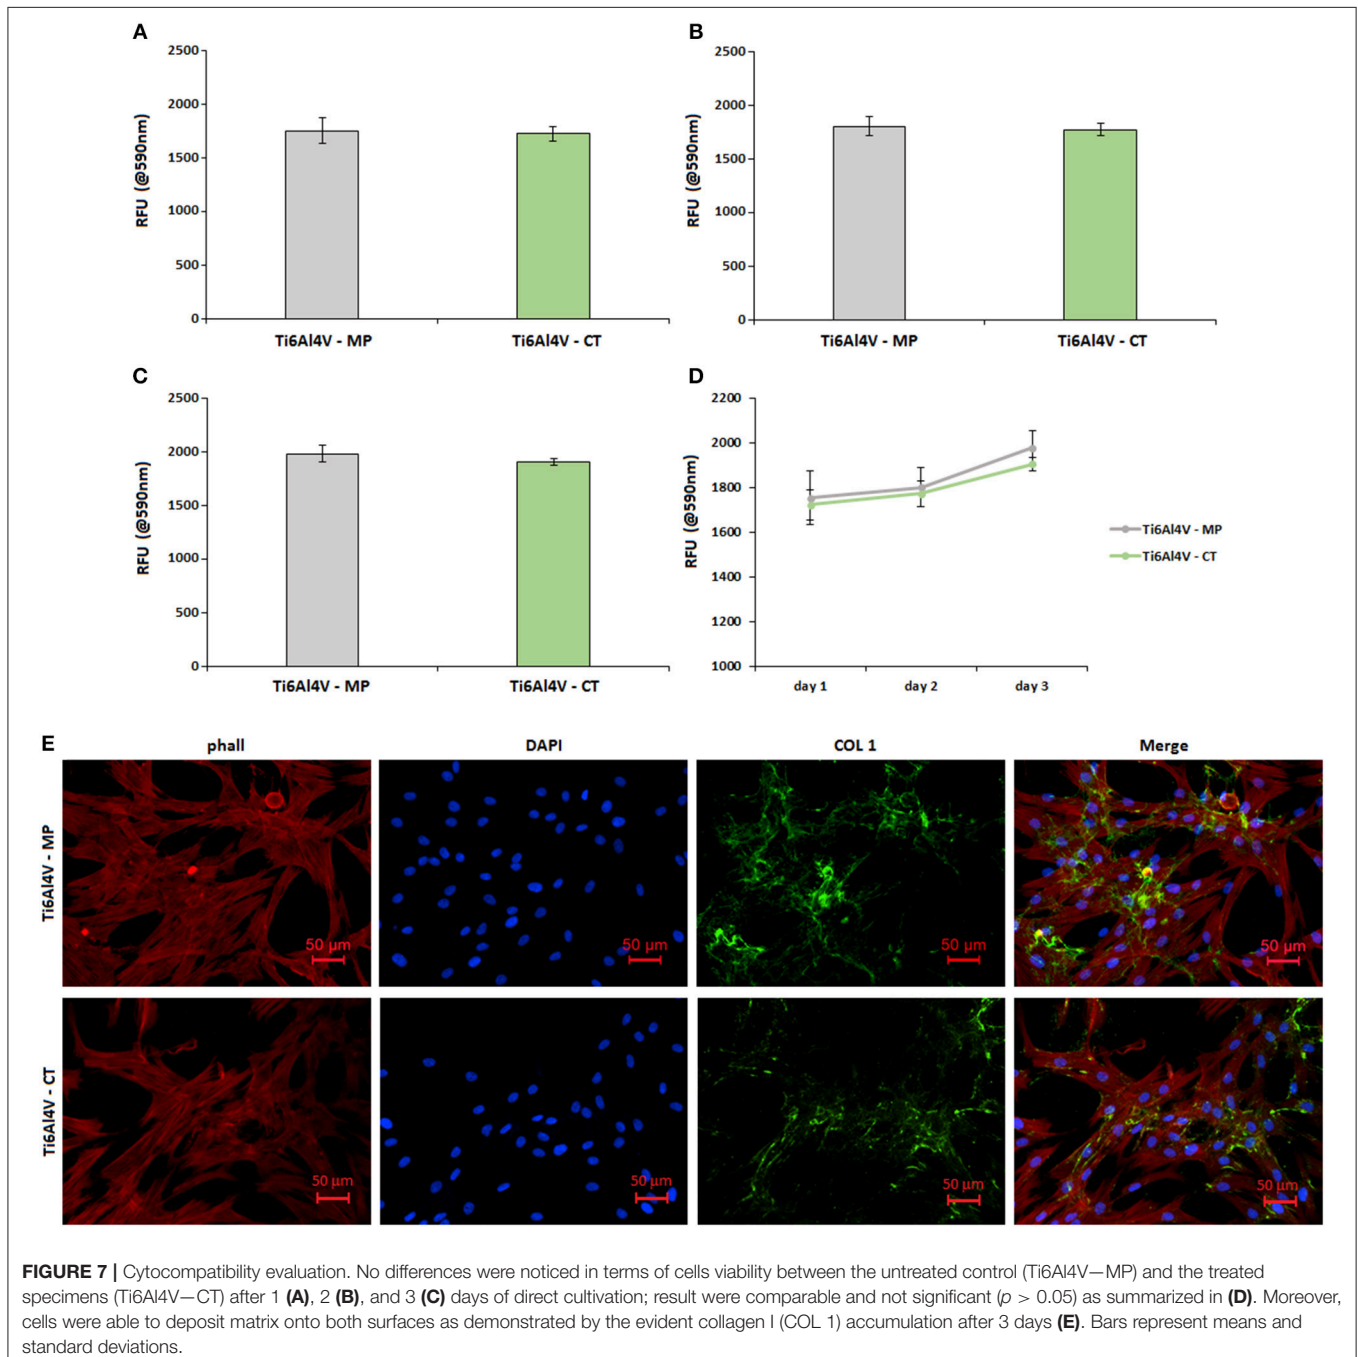 A
2500
2000
1500
1000
500
0
RFU (@590nm)
Ti6Al4V - MP
Ti6Al4V - CT
B
2500
2000
1500
1000
500
0
RFU (@590nm)
Ti6Al4V - MP
Ti6Al4V - CT
C
2500
2000
1500
1000
500
0
RFU (@590nm)
Ti6Al4V - MP
Ti6Al4V - CT
D
2200
2000
1800
1600
1400
1200
1000
RFU (@590nm)
day 1
day 2
day 3
Ti6Al4V - MP
Ti6Al4V - CT
E
phall
DAPI
COL 1
Merge
Ti6Al4V - MP
50 µm
50 µm
50 µm
50 µm
Ti6Al4V - CT
50 µm
50 µm
50 µm
50 µm
FIGURE 7 | Cytocompatibility evaluation. No differences were noticed in terms of cells viability between the untreated control (Ti6Al4V—MP) and the treated
specimens (Ti6Al4V—CT) after 1 (A), 2 (B), and 3 (C) days of direct cultivation; result were comparable and not significant (p > 0.05) as summarized in (D). Moreover,
cells were able to deposit matrix onto both surfaces as demonstrated by the evident collagen I (COL 1) accumulation after 3 days (E). Bars represent means and
standard deviations.